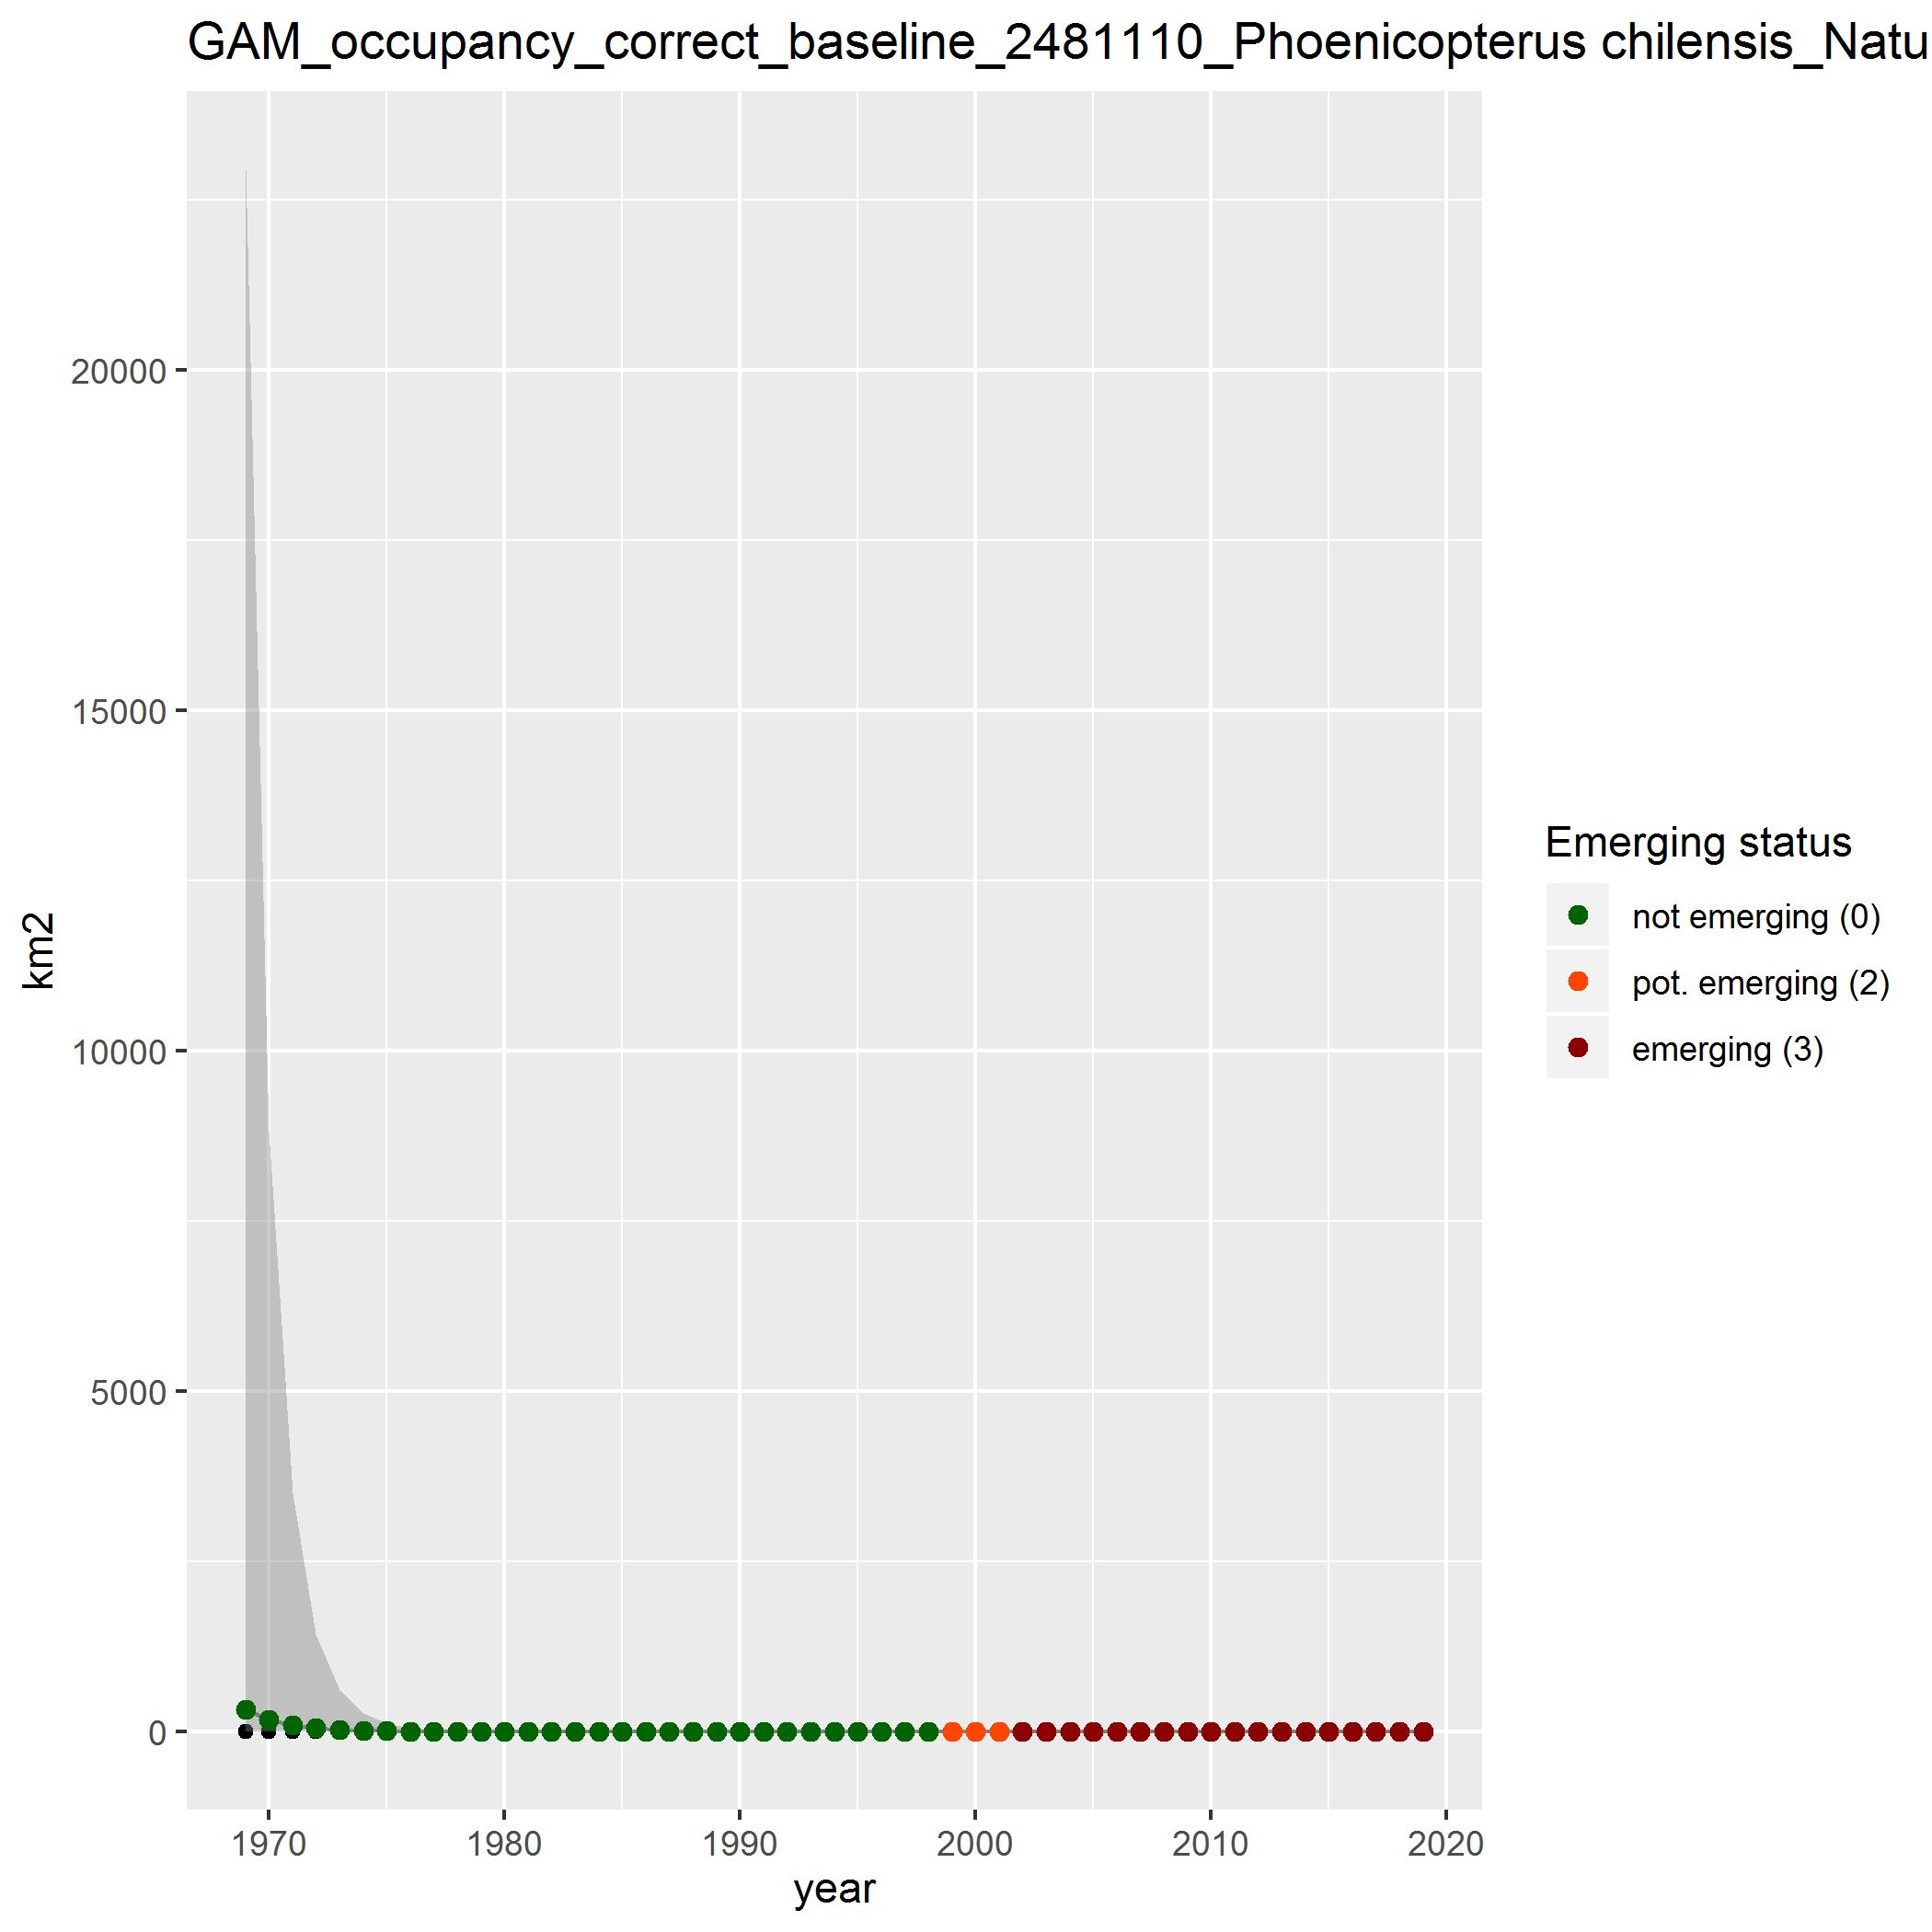 GAM_occupancy_correct_baseline_2481110_Phoenicopterus chilensis_Natu
km2
20000
15000
10000
5000
0
1970 1980 1990 2000 2010 2020
year
Emerging status
not emerging (0)
pot. emerging (2)
emerging (3)